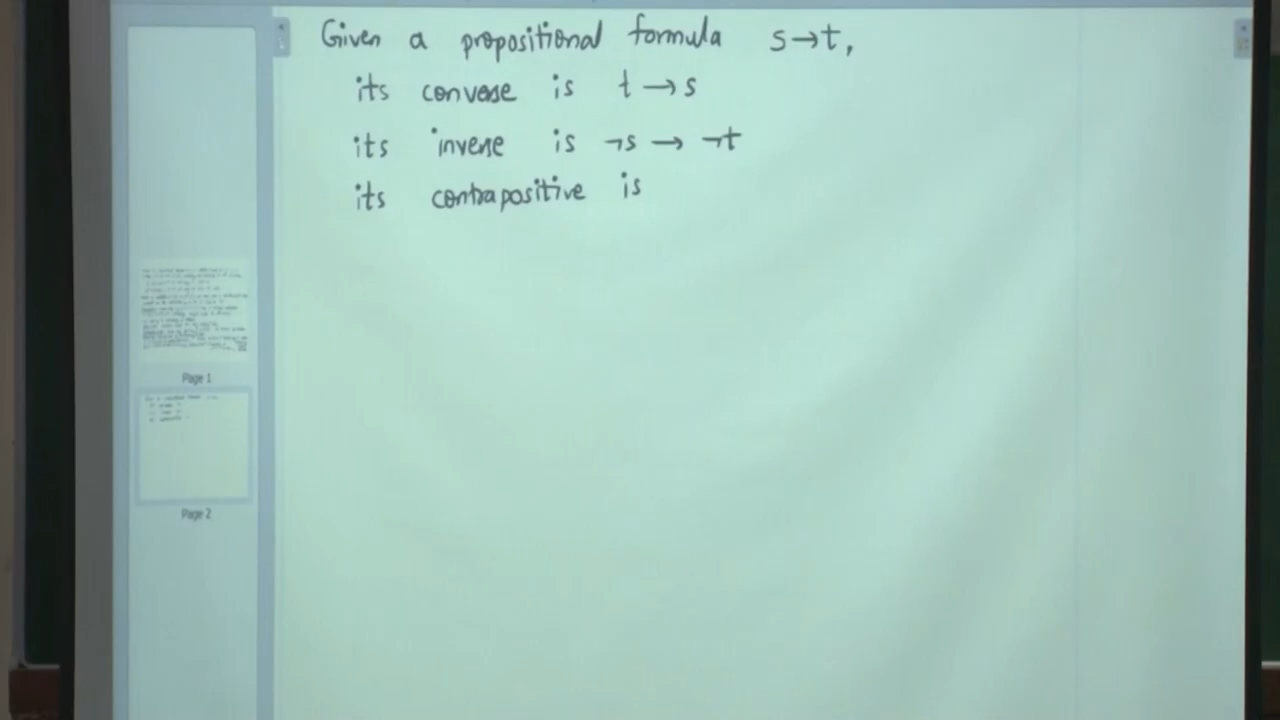 Given a propositional formula s→t,
its converse is t → s
its inverse is ¬s → ¬t
its contrapositive is
Page 1
Page 2